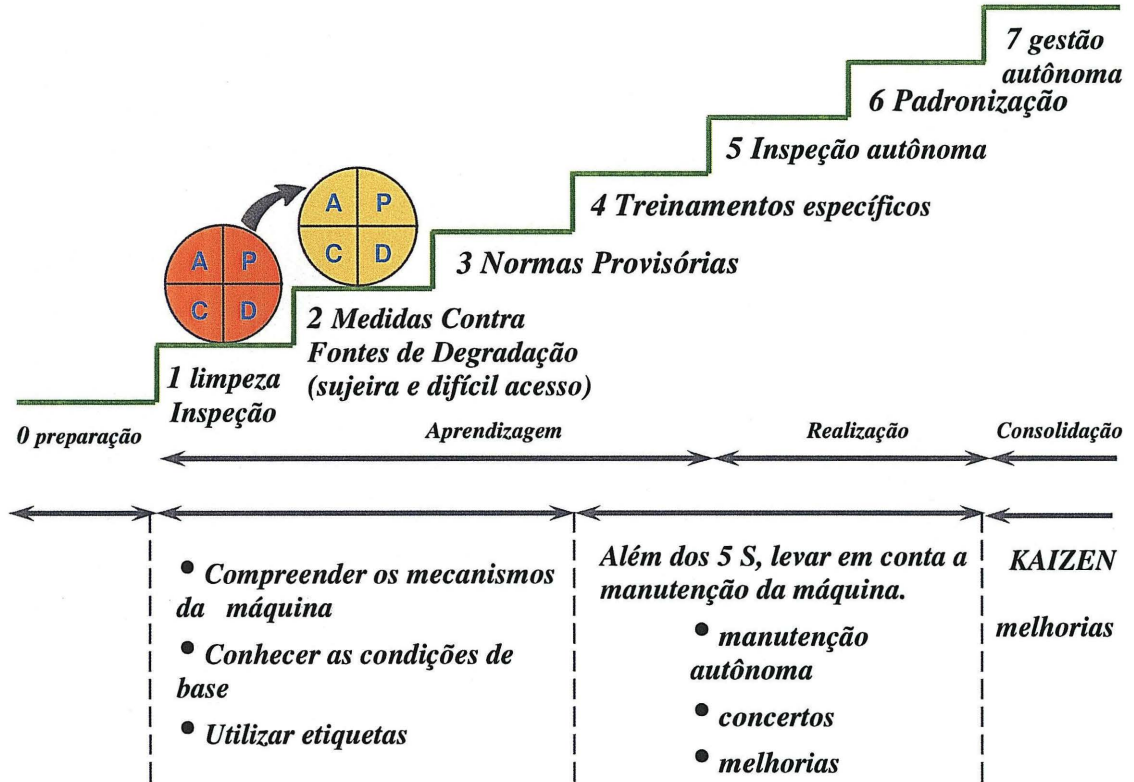 7 gestão
autônoma
6 Padronização
5 Inspeção autônoma
4 Treinamentos específicos
3 Normas Provisórias
A P
C D
A P
C D
2 Medidas Contra
Fontes de Degradação
(sujeira e difícil acesso)
1 limpeza
Inspeção
0 preparação
Aprendizagem
Realização
Consolidação
• Compreender os mecanismos
da máquina
• Conhecer as condições de
base
• Utilizar etiquetas
Além dos 5 S, levar em conta a
manutenção da máquina.
• manutenção
autônoma
• concertos
• melhorias
KAIZEN
melhorias